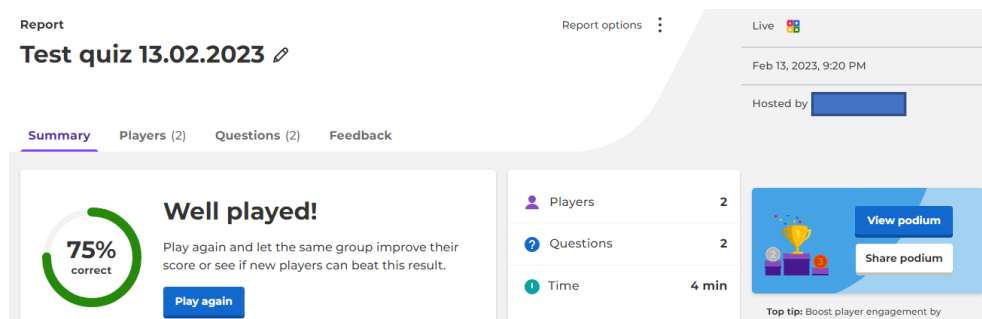 Report
Test quiz 13.02.2023
Report options
Live
Feb 13, 2023, 9:20 PM
Hosted by
Summary
Players (2)
Questions (2)
Feedback
75%
correct
Well played!
Play again and let the same group improve their
score or see if new players can beat this result.
Play again
Players 2
Questions 2
Time 4 min
2
3
View podium
Share podium
Top tip: Boost player engagement by